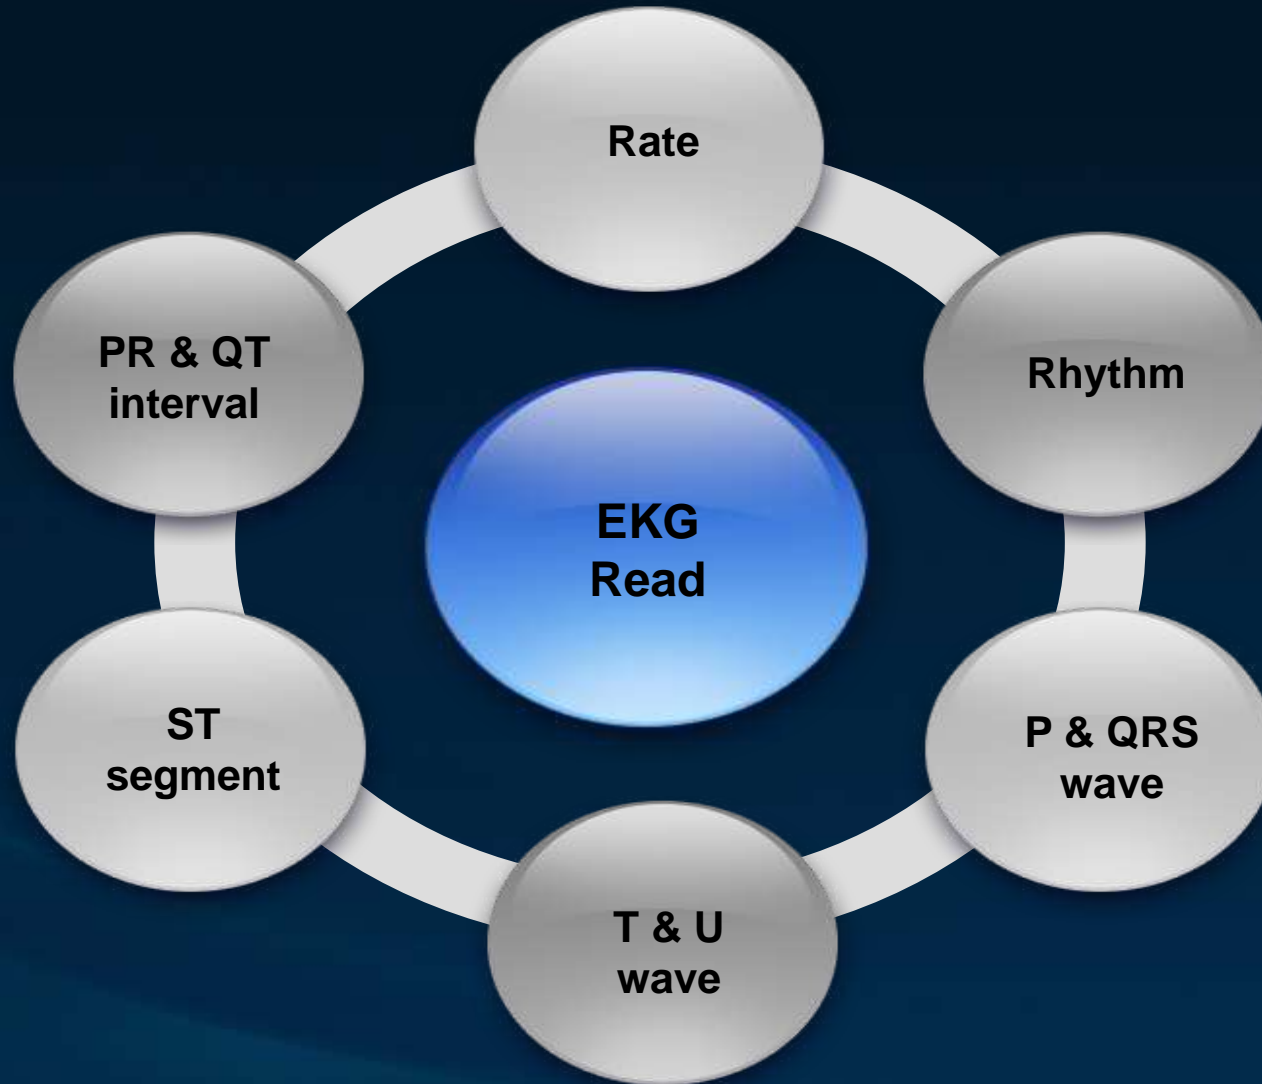 Rate
Rhythm
P & QRS
wave
T & U
wave
ST
segment
PR & QT
interval
EKG
Read